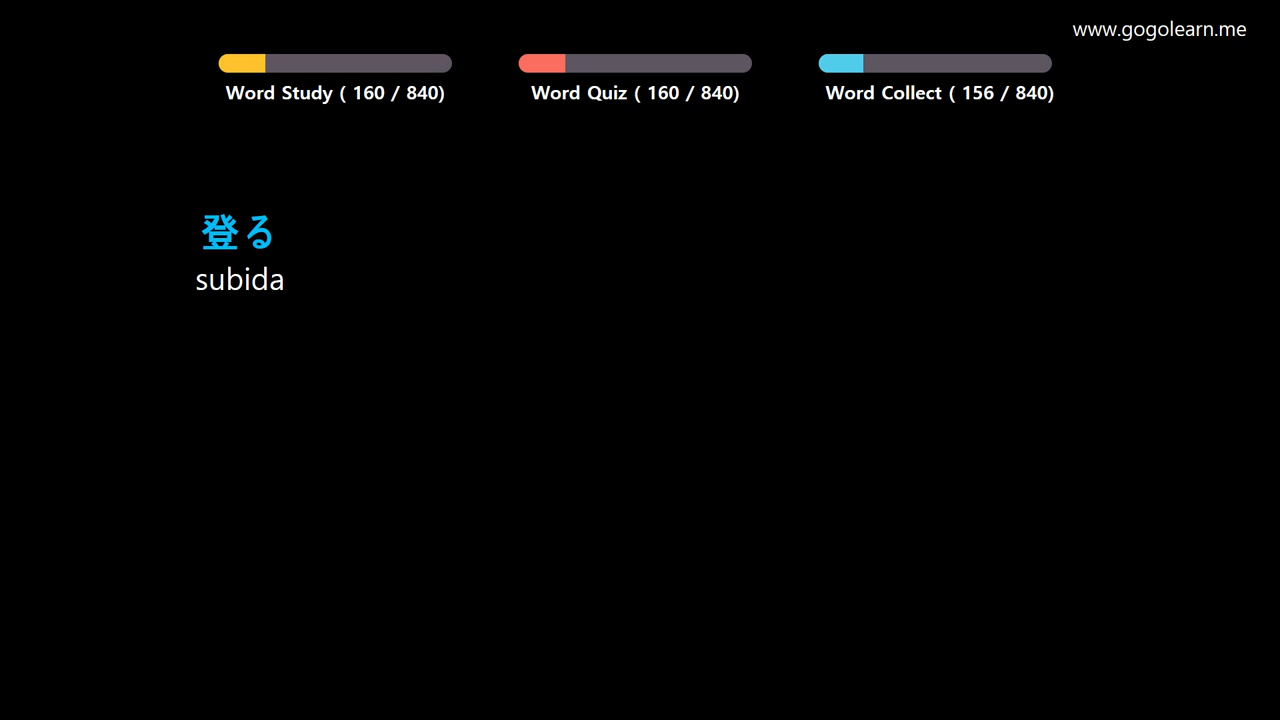 www.gogolearn.me
Word Study ( 160 / 840)
Word Quiz ( 160 / 840)
Word Collect ( 156 / 840)
登る
subida